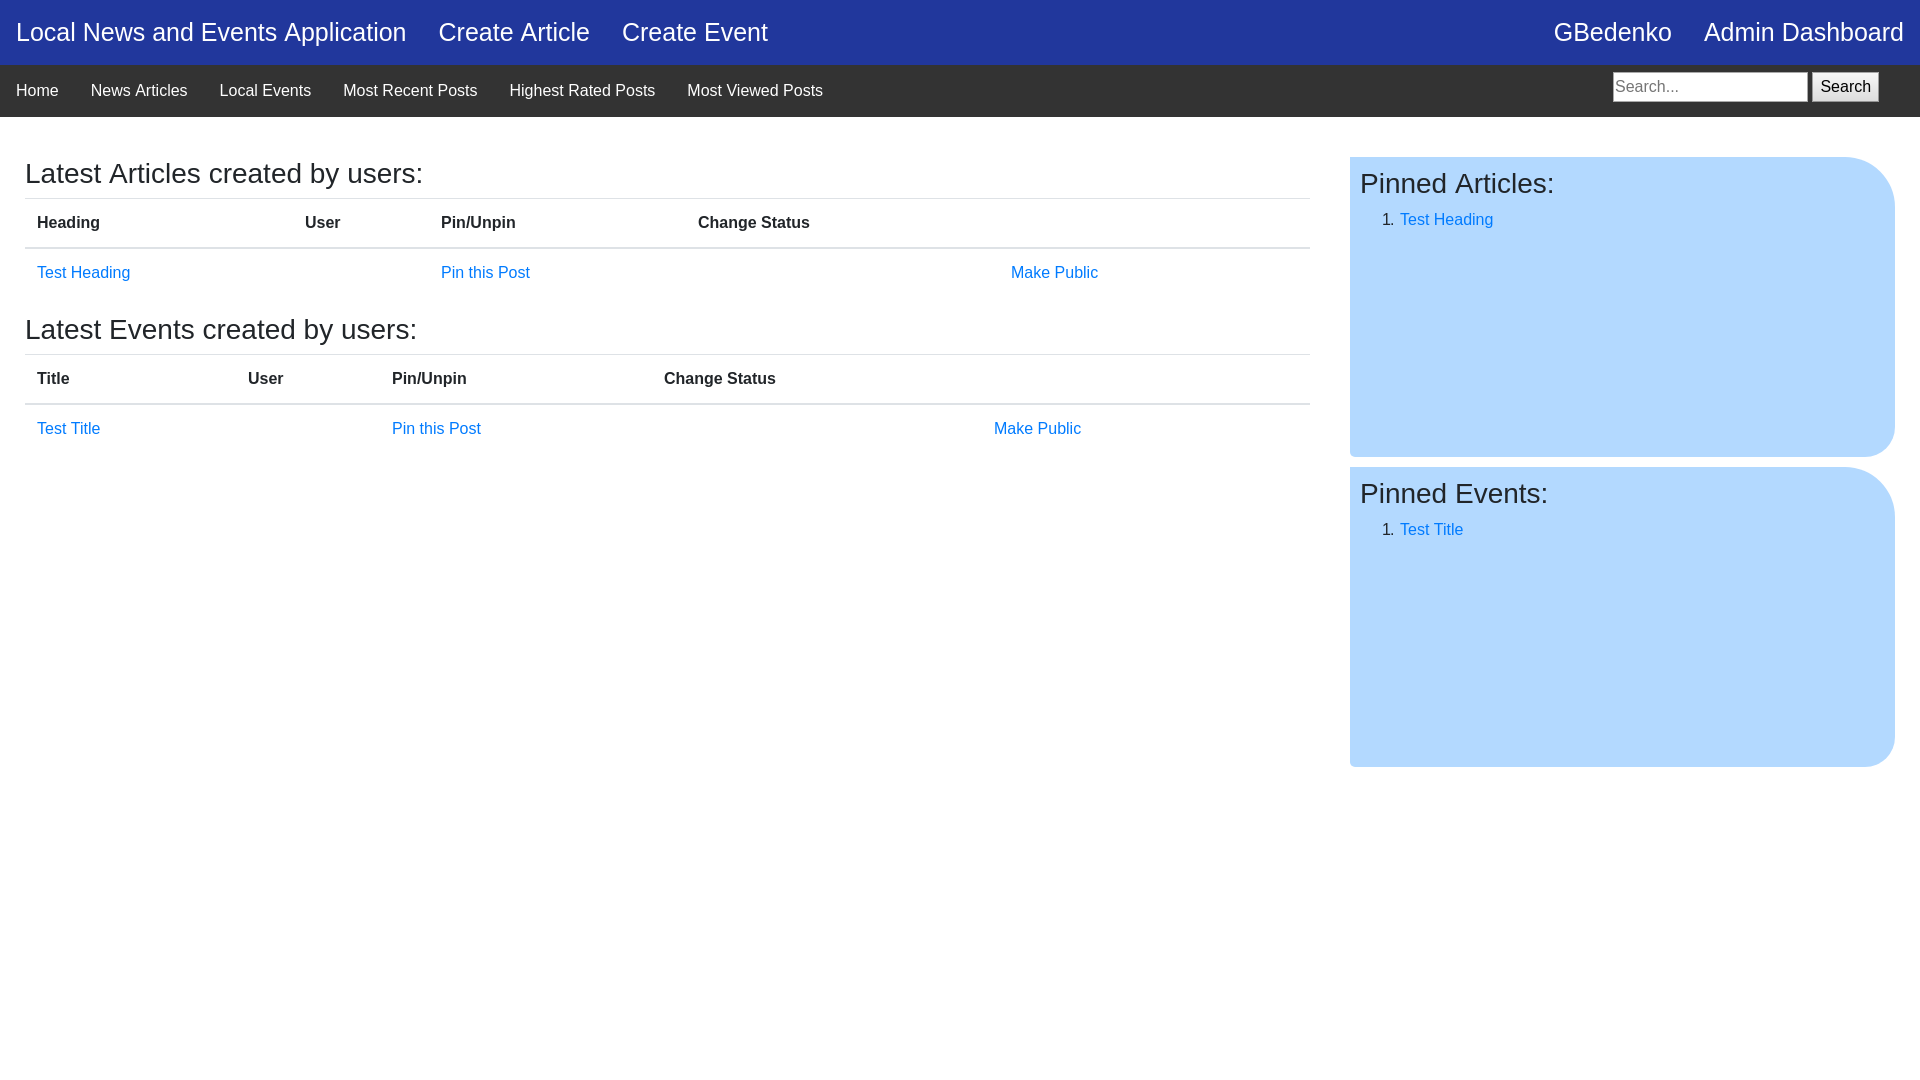 Local News and Events Application Create Article Create Event GBedenko Admin Dashboard
Home News Articles Local Events Most Recent Posts Highest Rated Posts Most Viewed Posts Search... Search
Latest Articles created by users:
Heading User Pin/Unpin Change Status
Test Heading Pin this Post Make Public
Latest Events created by users:
Title User Pin/Unpin Change Status
Test Title Pin this Post Make Public
Pinned Articles:
1. Test Heading
Pinned Events:
1. Test Title